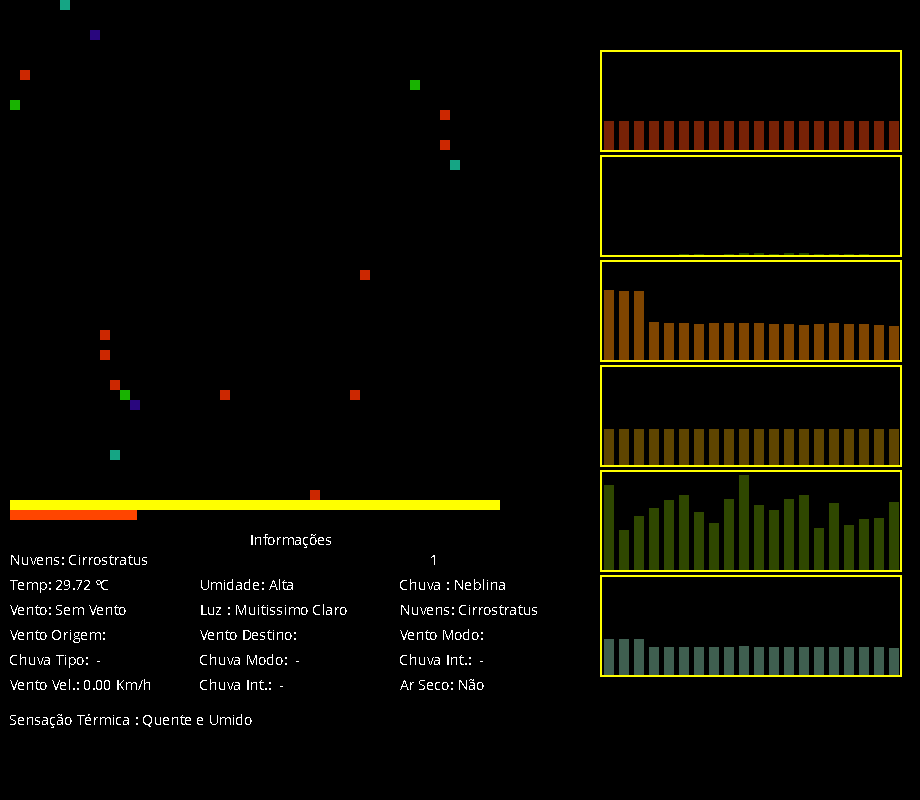 Informações
Nuvens: Cirrostratus 1
Temp: 29.72 ºC Umidade: Alta Chuva : Neblina
Vento: Sem Vento Luz : Muitissimo Claro Nuvens: Cirrostratus
Vento Origem: Vento Destino: Vento Modo:
Chuva Tipo: - Chuva Modo: - Chuva Int.: -
Vento Vel.: 0.00 Km/h Chuva Int.: - Ar Seco: Não
Sensação Térmica : Quente e Umido